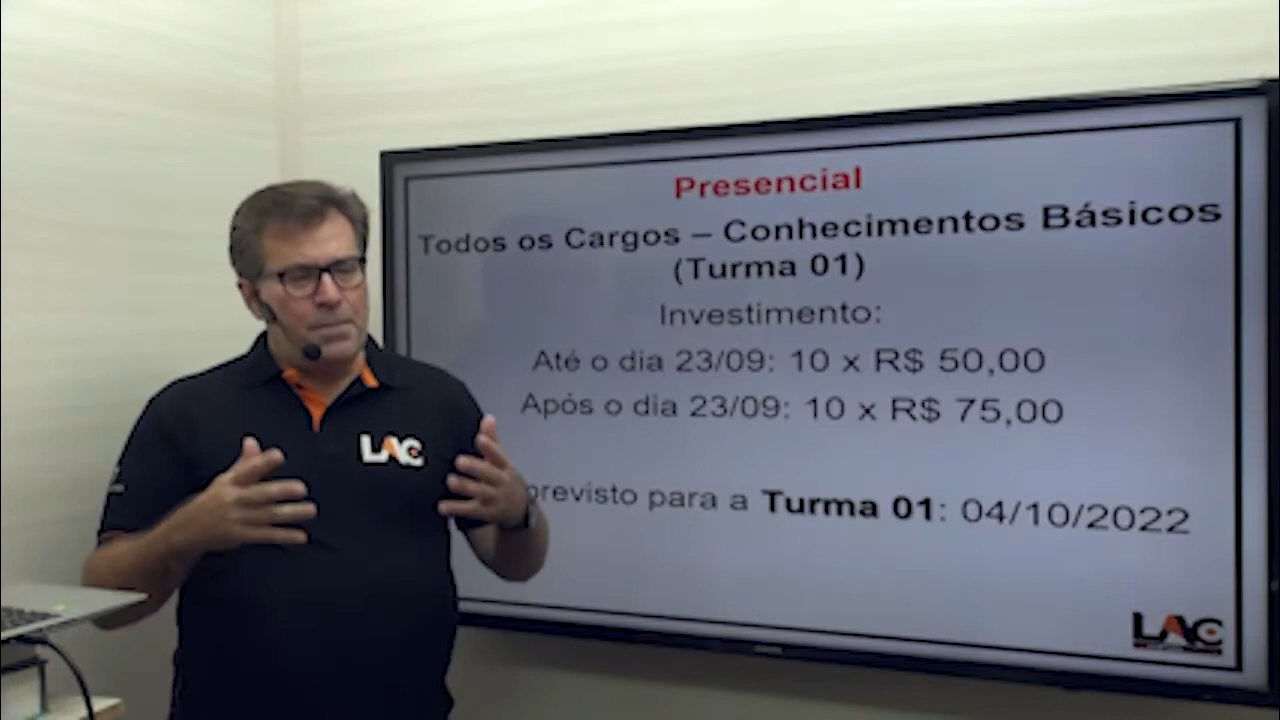 Presencial
Todos os Cargos – Conhecimentos Básicos
(Turma 01)
Investimento:
Até o dia 23/09: 10 x R$ 50,00
Após o dia 23/09: 10 x R$ 75,00
previsto para a Turma 01: 04/10/2022
LAC
LAC